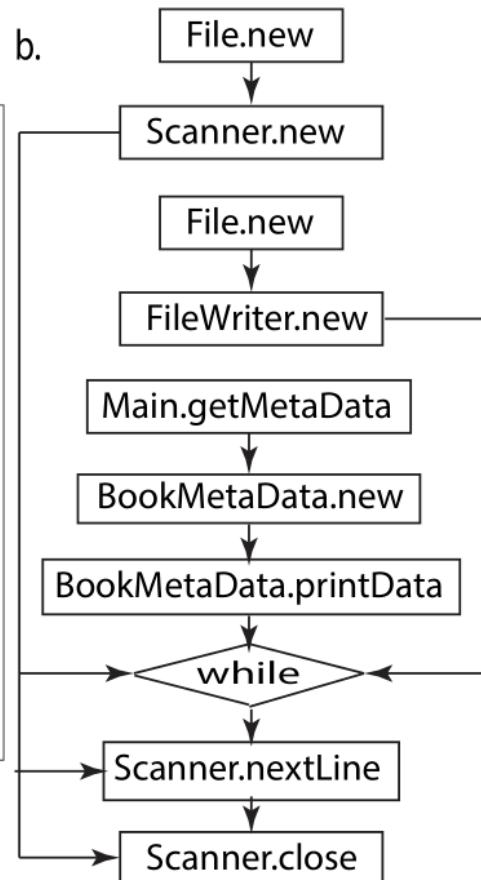 b.
File.new
Scanner.new
File.new
FileWriter.new
Main.getMetaData
BookMetaData.new
BookMetaData.printData
while
Scanner.nextLine
Scanner.close